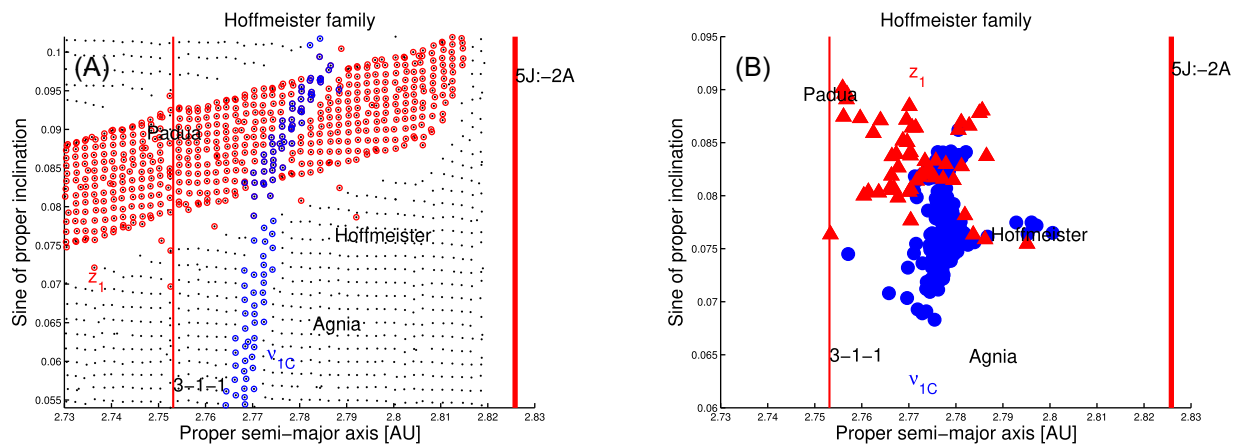 Hoffmeister family
(A)
5J:−2A
Padua
Hoffmeister
z1
Agnia
ν1C
3−1−1
0.1
0.095
0.09
0.085
0.08
0.075
0.07
0.065
0.06
0.055
2.73 2.74 2.75 2.76 2.77 2.78 2.79 2.8 2.81 2.82 2.83
Sine of proper inclination
Proper semi−major axis [AU]
Hoffmeister family
(B)
5J:−2A
z1
Padua
Hoffmeister
Agnia
3−1−1
ν1C
0.095
0.09
0.085
0.08
0.075
0.07
0.065
0.06
2.73 2.74 2.75 2.76 2.77 2.78 2.79 2.8 2.81 2.82 2.83
Sine of proper inclination
Proper semi−major axis [AU]